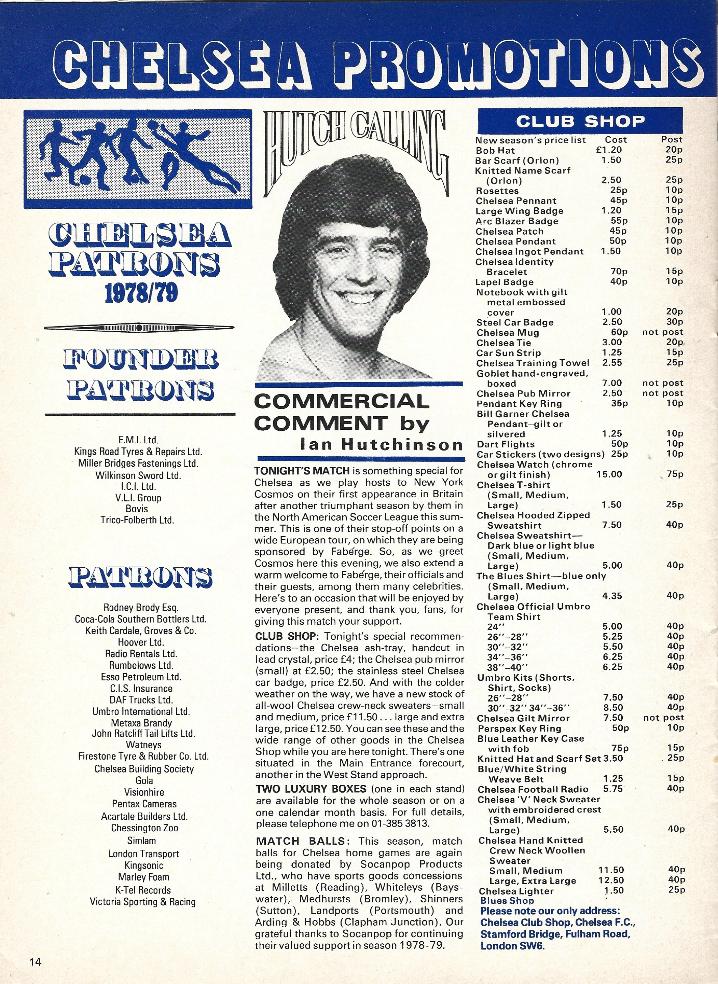 CHELSEA PROMOTIONS
CHELSEA
PATRONS
1978/79
FOUNDER
PATRONS
E.M.I. Ltd.
Kings Road Tyres & Repairs Ltd.
Miller Bridges Fastenings Ltd.
Wilkinson Sword Ltd.
I.C.I. Ltd.
V.L.I. Group
Bovis
Trico-Folberth Ltd.
PATRONS
Rodney Brody Esq.
Coca-Cola Southern Bottlers Ltd.
Keith Cardale, Groves & Co.
Hoover Ltd.
Radio Rentals Ltd.
Rumbelows Ltd.
Esso Petroleum Ltd.
C.I.S. Insurance
DAF Trucks Ltd.
Umbro International Ltd.
Metaxa Brandy
John Ratcliff Tail Lifts Ltd.
Watneys
Firestone Tyre & Rubber Co. Ltd.
Chelsea Building Society
Gola
Visionhire
Pentax Cameras
Acartale Builders Ltd.
Chessington Zoo
Simlam
London Transport
Kingsonic
Marley Foam
K-Tel Records
Victoria Sporting & Racing
14
HUTCH CALLING
COMMERCIAL
COMMENT by
Ian Hutchinson
TONIGHT'S MATCH is something special for
Chelsea as we play hosts to New York
Cosmos on their first appearance in Britain
after another triumphant season by them in
the North American Soccer League this sum-
mer. This is one of their stop-off points on a
wide European tour, on which they are being
sponsored by Fabérge. So, as we greet
Cosmos here this evening, we also extend a
warm welcome to Fabérge, their officials and
their guests, among them many celebrities.
Here's to an occasion that will be enjoyed by
everyone present, and thank you, fans, for
giving this match your support.
CLUB SHOP: Tonight's special recommen-
dations—the Chelsea ash-tray, handcut in
lead crystal, price £4; the Chelsea pub mirror
(small) at £2.50; the stainless steel Chelsea
car badge, price £2.50. And with the colder
weather on the way, we have a new stock of
all-wool Chelsea crew-neck sweaters—small
and medium, price £11.50 . . . large and extra
large, price £12.50. You can see these and the
wide range of other goods in the Chelsea
Shop while you are here tonight. There's one
situated in the Main Entrance forecourt,
another in the West Stand approach.
TWO LUXURY BOXES (one in each stand)
are available for the whole season or on a
one calendar month basis. For full details,
please telephone me on 01-385 3813.
MATCH BALLS: This season, match
balls for Chelsea home games are again
being donated by Socanpop Products
Ltd., who have sports goods concessions
at Milletts (Reading), Whiteleys (Bays-
water), Medhursts (Bromley), Shinners
(Sutton), Landports (Portsmouth) and
Arding & Hobbs (Clapham Junction). Our
grateful thanks to Socanpop for continuing
their valued support in season 1978-79.
CLUB SHOP
New season's price list Cost Post
Bob Hat £1.20 20p
Bar Scarf (Orlon) 1.50 25p
Knitted Name Scarf
(Orlon) 2.50 25p
Rosettes 25p 10p
Chelsea Pennant 45p 10p
Large Wing Badge 1.20 15p
Arc Blazer Badge 55p 10p
Chelsea Patch 45p 10p
Chelsea Pendant 50p 10p
Chelsea Ingot Pendant 1.50 10p
Chelsea Identity
Bracelet 70p 15p
Lapel Badge 40p 10p
Notebook with gilt
metal embossed
cover 1.00 20p
Steel Car Badge 2.50 30p
Chelsea Mug 60p not post
Chelsea Tie 3.00 20p
Car Sun Strip 1.25 15p
Chelsea Training Towel 2.55 25p
Goblet hand-engraved,
boxed 7.00 not post
Chelsea Pub Mirror 2.50 not post
Pendant Key Ring 35p 10p
Bill Garner Chelsea
Pendant—gilt or
silvered 1.25 10p
Dart Flights 50p 10p
Car Stickers (two designs) 25p 10p
Chelsea Watch (chrome
or gilt finish) 15.00 75p
Chelsea T-shirt
(Small, Medium,
Large) 1.50 25p
Chelsea Hooded Zipped
Sweatshirt 7.50 40p
Chelsea Sweatshirt—
Dark blue or light blue
(Small, Medium,
Large) 5.00 40p
The Blues Shirt—blue only
(Small, Medium,
Large) 4.35 40p
Chelsea Official Umbro
Team Shirt
24" 5.00 40p
26"-28" 5.25 40p
30"-32" 5.50 40p
34"-36" 6.25 40p
38"-40" 6.25 40p
Umbro Kits (Shorts,
Shirt, Socks)
26"-28" 7.50 40p
30" 32" 34"-36" 8.50 40p
Chelsea Gilt Mirror 7.50 not post
Perspex Key Ring 50p 10p
Blue Leather Key Case
with fob 75p 15p
Knitted Hat and Scarf Set 3.50 25p
Blue/White String
Weave Belt 1.25 15p
Chelsea Football Radio 5.75 40p
Chelsea 'V' Neck Sweater
with embroidered crest
(Small, Medium,
Large) 5.50 40p
Chelsea Hand Knitted
Crew Neck Woollen
Sweater
Small, Medium 11.50 40p
Large, Extra Large 12.50 40p
Chelsea Lighter 1.50 25p
Blues Shop
Please note our only address:
Chelsea Club Shop, Chelsea F.C.,
Stamford Bridge, Fulham Road,
London SW6.